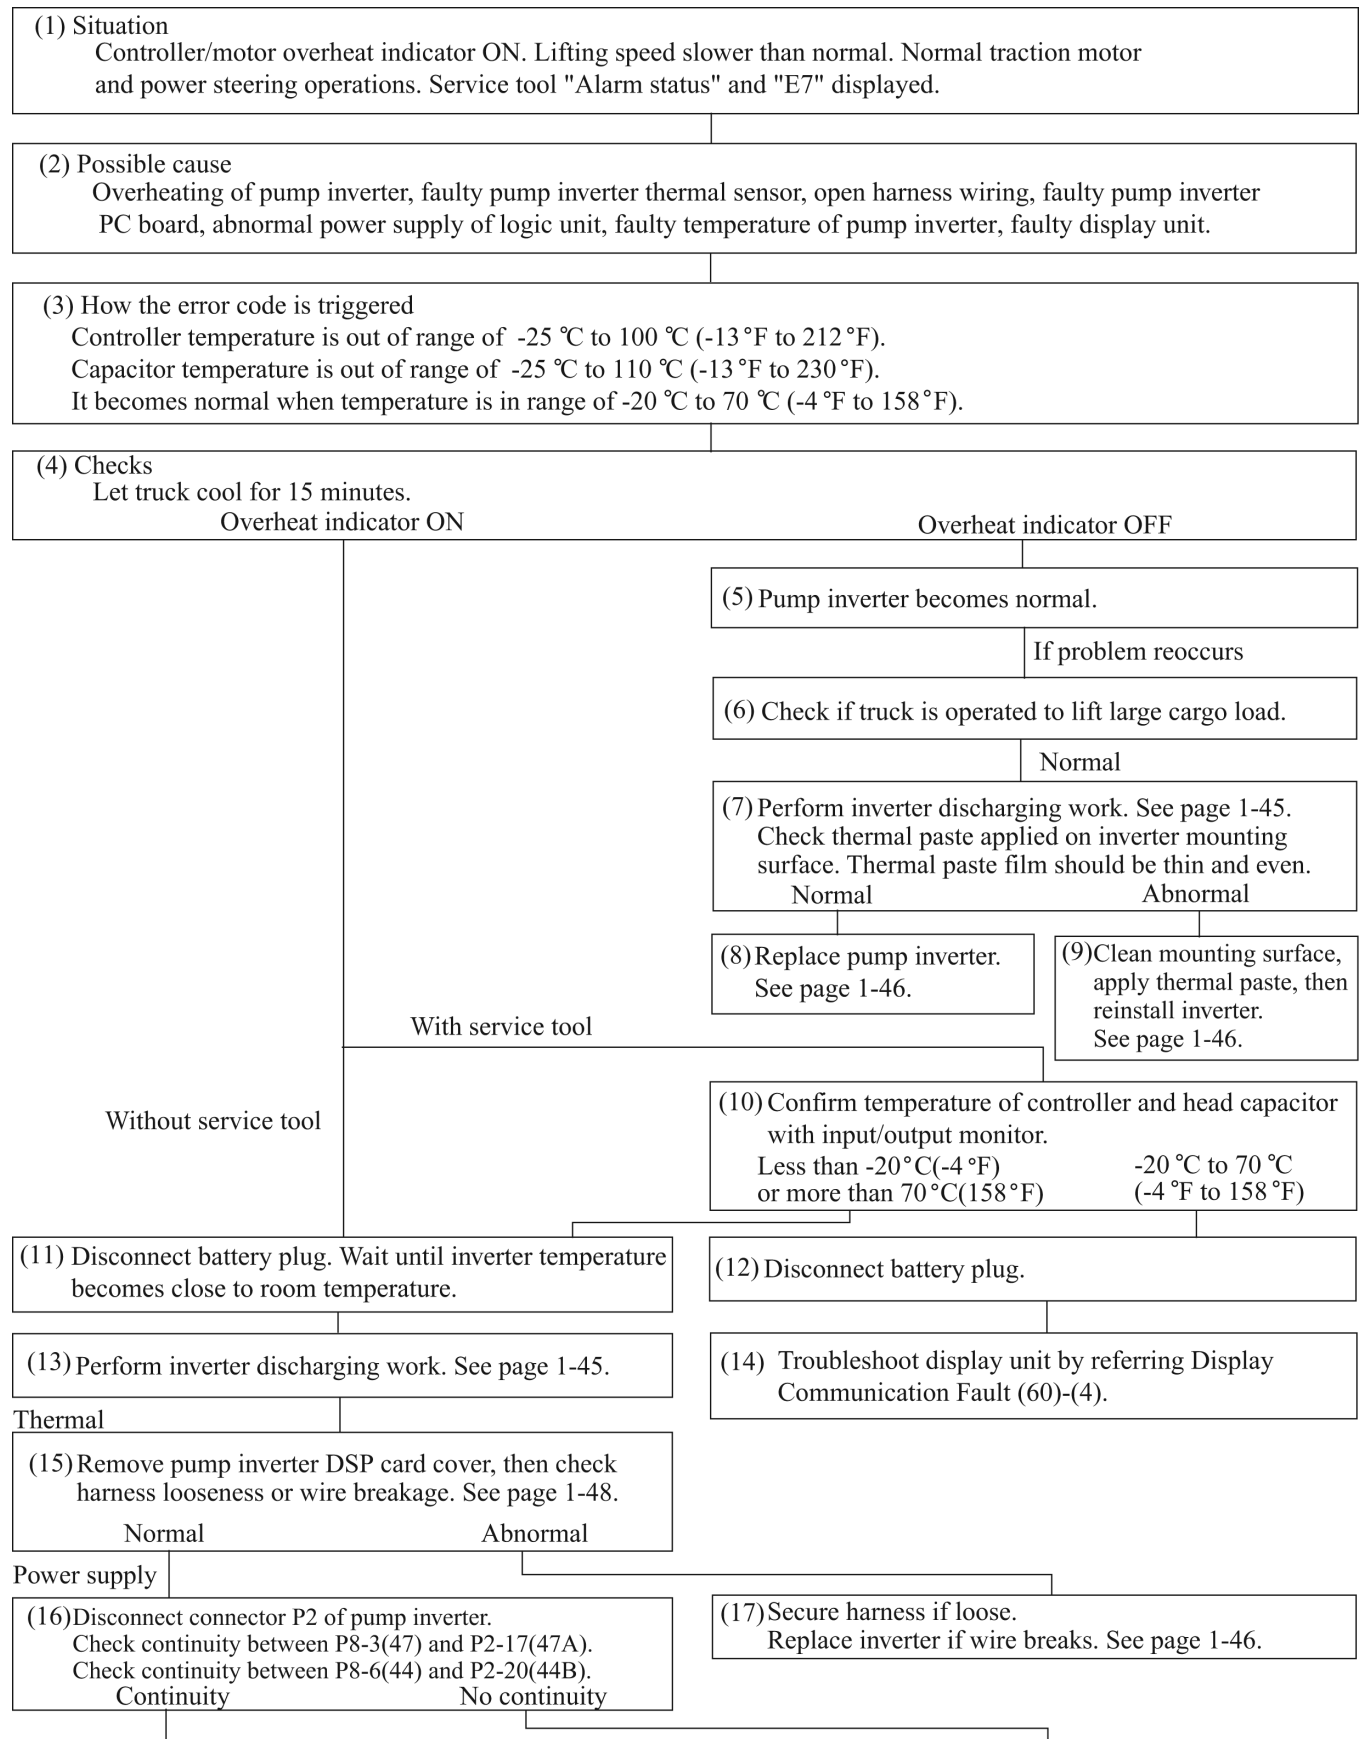 (1) Situation
Controller/motor overheat indicator ON. Lifting speed slower than normal. Normal traction motor
and power steering operations. Service tool "Alarm status" and "E7" displayed.
(2) Possible cause
Overheating of pump inverter, faulty pump inverter thermal sensor, open harness wiring, faulty pump inverter
PC board, abnormal power supply of logic unit, faulty temperature of pump inverter, faulty display unit.
(3) How the error code is triggered
Controller temperature is out of range of -25 ℃ to 100 ℃ (-13°F to 212°F).
Capacitor temperature is out of range of -25 ℃ to 110 ℃ (-13°F to 230°F).
It becomes normal when temperature is in range of -20 ℃ to 70 ℃ (-4 °F to 158°F).
(4) Checks
Let truck cool for 15 minutes.
Overheat indicator ON
Overheat indicator OFF
(5) Pump inverter becomes normal.
If problem reoccurs
(6) Check if truck is operated to lift large cargo load.
Normal
(7) Perform inverter discharging work. See page 1-45.
Check thermal paste applied on inverter mounting
surface. Thermal paste film should be thin and even.
Normal
Abnormal
(8) Replace pump inverter.
See page 1-46.
(9) Clean mounting surface,
apply thermal paste, then
reinstall inverter.
See page 1-46.
With service tool
Without service tool
(10) Confirm temperature of controller and head capacitor
with input/output monitor.
Less than -20°C(-4 °F)
or more than 70°C(158°F)
-20 ℃ to 70 ℃
(-4 °F to 158 °F)
(11) Disconnect battery plug. Wait until inverter temperature
becomes close to room temperature.
(12) Disconnect battery plug.
(13) Perform inverter discharging work. See page 1-45.
(14) Troubleshoot display unit by referring Display
Communication Fault (60)-(4).
Thermal
(15) Remove pump inverter DSP card cover, then check
harness looseness or wire breakage. See page 1-48.
Normal
Abnormal
Power supply
(16) Disconnect connector P2 of pump inverter.
Check continuity between P8-3(47) and P2-17(47A).
Check continuity between P8-6(44) and P2-20(44B).
Continuity
No continuity
(17) Secure harness if loose.
Replace inverter if wire breaks. See page 1-46.